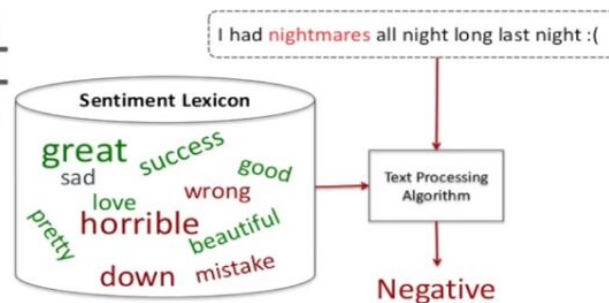 I had nightmares all night long last night :(
Sentiment Lexicon
great
success
good
sad
love
wrong
pretty
horrible
beautiful
down
mistake
Text Processing
Algorithm
Negative